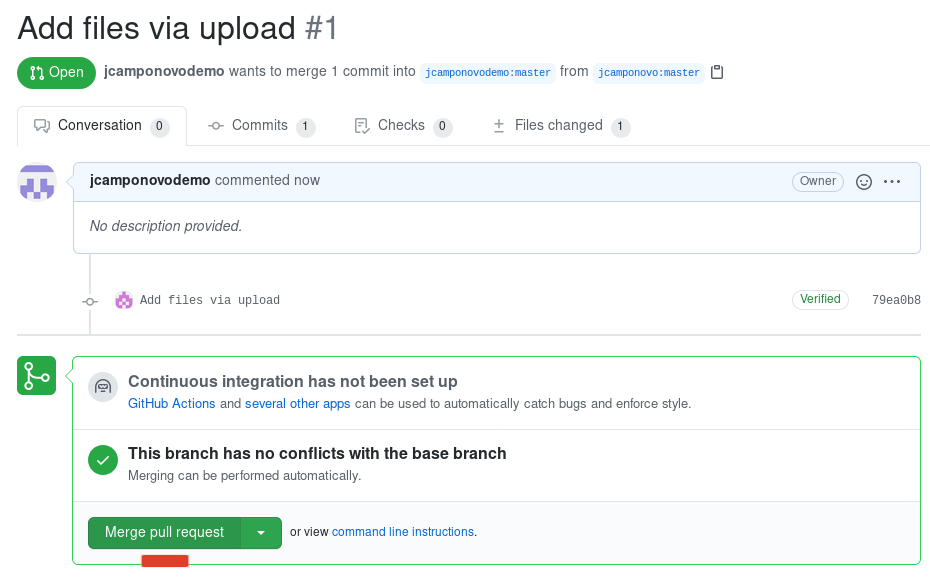 Add files via upload #1
Open jcamponovodemo wants to merge 1 commit into jcamponovodemo:master from jcamponovo:master
Conversation 0 Commits 1 Checks 0 Files changed 1
jcamponovodemo commented now Owner
No description provided.
Add files via upload Verified 79ea0b8
Continuous integration has not been set up
GitHub Actions and several other apps can be used to automatically catch bugs and enforce style.
This branch has no conflicts with the base branch
Merging can be performed automatically.
Merge pull request or view command line instructions.